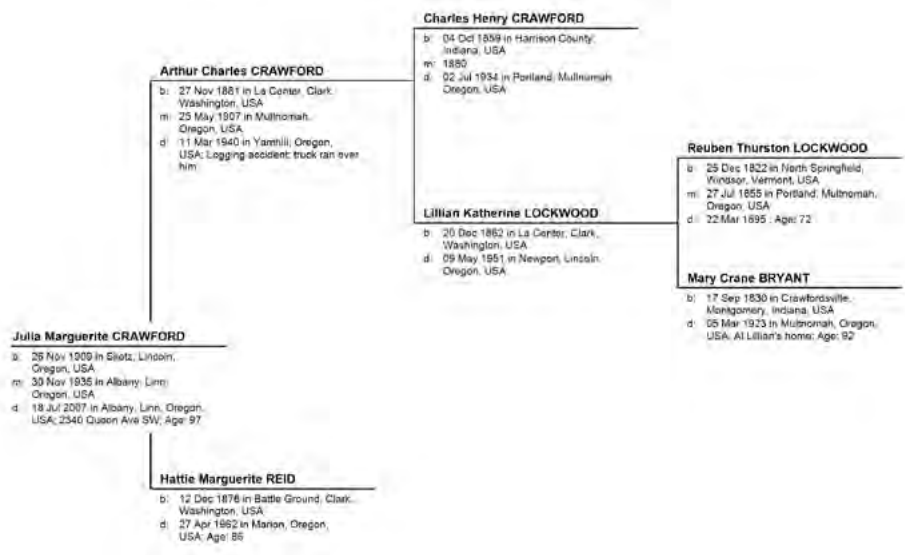 Charles Henry CRAWFORD
b: 04 Oct 1859 in Harrison County,
Indiana, USA
m: 1880
d: 02 Jul 1934 in Portland, Multnomah,
Oregon, USA
Arthur Charles CRAWFORD
b: 27 Nov 1881 in La Center, Clark,
Washington, USA
m: 25 May 1907 in Multnomah,
Oregon, USA
d: 11 Mar 1940 in Yamhill, Oregon,
USA; Logging accident; truck ran over
him
Reuben Thurston LOCKWOOD
b: 25 Dec 1822 in North Springfield,
Windsor, Vermont, USA
m: 27 Jul 1855 in Portland, Multnomah,
Oregon, USA
d: 22 Mar 1895 ; Age: 72
Lillian Katherine LOCKWOOD
b: 20 Dec 1862 in La Center, Clark,
Washington, USA
d: 09 May 1951 in Newport, Lincoln,
Oregon, USA
Mary Crane BRYANT
b: 17 Sep 1830 in Crawfordsville,
Montgomery, Indiana, USA
d: 05 Mar 1923 in Multnomah, Oregon,
USA; At Lillian's home; Age: 92
Julia Marguerite CRAWFORD
b: 26 Nov 1909 in Siletz, Lincoln,
Oregon, USA
m: 30 Nov 1935 in Albany, Linn,
Oregon, USA
d: 18 Jul 2007 in Albany, Linn, Oregon,
USA; 2340 Queen Ave SW; Age: 97
Hattie Marguerite REID
b: 12 Dec 1876 in Battle Ground, Clark,
Washington, USA
d: 27 Apr 1962 in Marion, Oregon,
USA; Age: 86